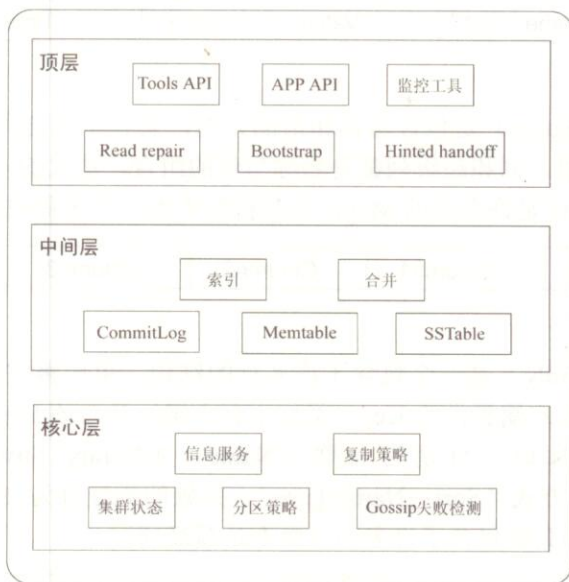 顶层
Tools API APP API 监控工具
Read repair Bootstrap Hinted handoff
中间层
索引 合并
CommitLog Memtable SSTable
核心层
信息服务 复制策略
集群状态 分区策略 Gossip失败检测